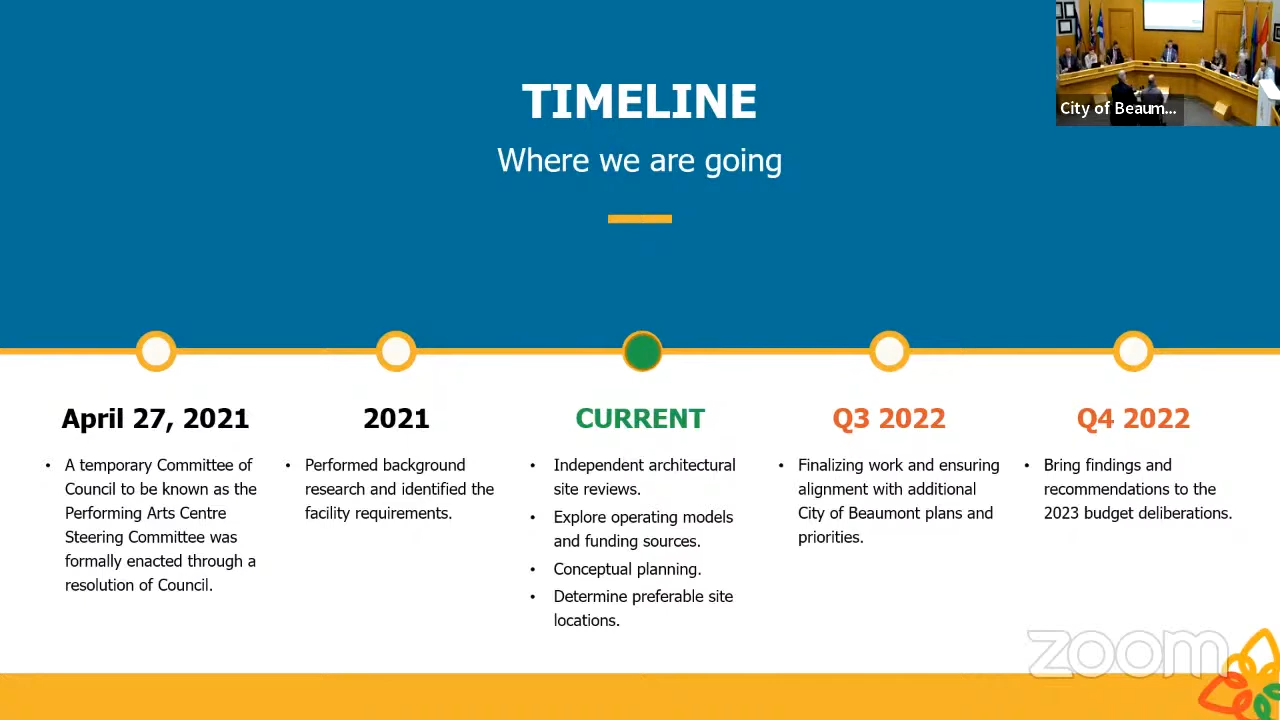 City of Beaum...
TIMELINE
Where we are going
April 27, 2021
• A temporary Committee of
Council to be known as the
Performing Arts Centre
Steering Committee was
formally enacted through a
resolution of Council.
2021
• Performed background
research and identified the
facility requirements.
CURRENT
• Independent architectural
site reviews.
• Explore operating models
and funding sources.
• Conceptual planning.
• Determine preferable site
locations.
Q3 2022
• Finalizing work and ensuring
alignment with additional
City of Beaumont plans and
priorities.
Q4 2022
• Bring findings and
recommendations to the
2023 budget deliberations.
zoom